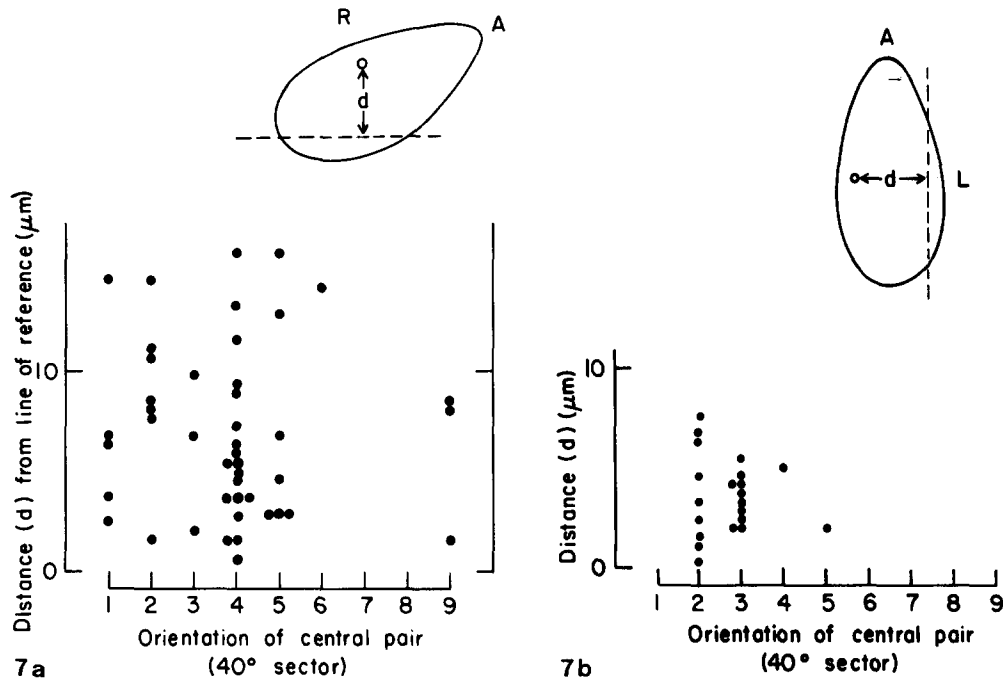 R
A
d
Distance (d) from line of reference (μm)
10
0
1 2 3 4 5 6 7 8 9
Orientation of central pair
(40° sector)
7a
A
d
L
Distance (d) (μm)
10
0
1 2 3 4 5 6 7 8 9
Orientation of central pair
(40° sector)
7b